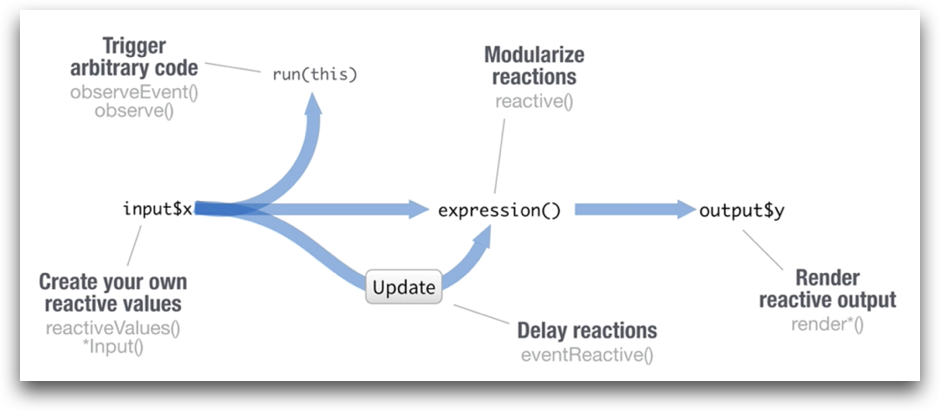 Trigger
arbitrary code
observeEvent()
observe()
run(this)
Modularize
reactions
reactive()
input$x
expression()
output$y
Create your own
reactive values
reactiveValues()
*Input()
Update
Delay reactions
eventReactive()
Render
reactive output
render*()